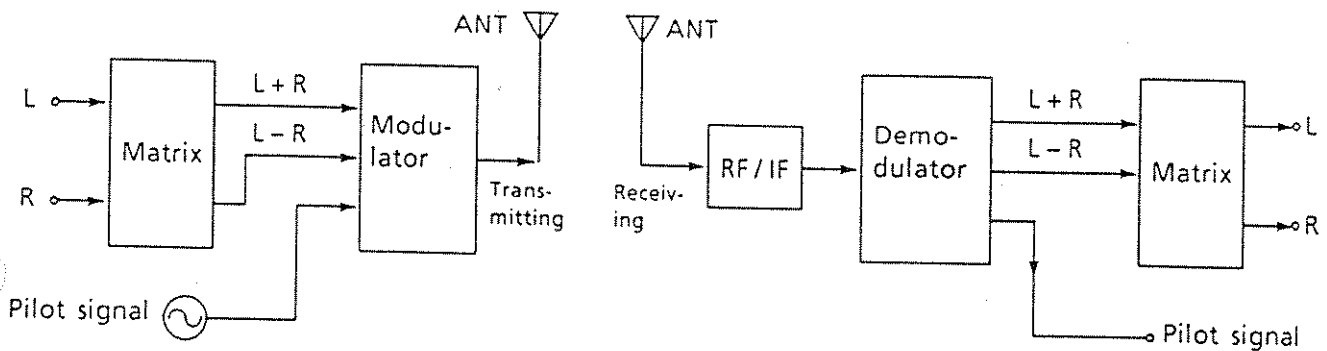 ANT
L
Matrix
L + R
L – R
Modu-
lator
R
Trans-
mitting
Pilot signal
ANT
Receiv-
ing
RF / IF
Demo-
dulator
L + R
L – R
Matrix
L
R
Pilot signal